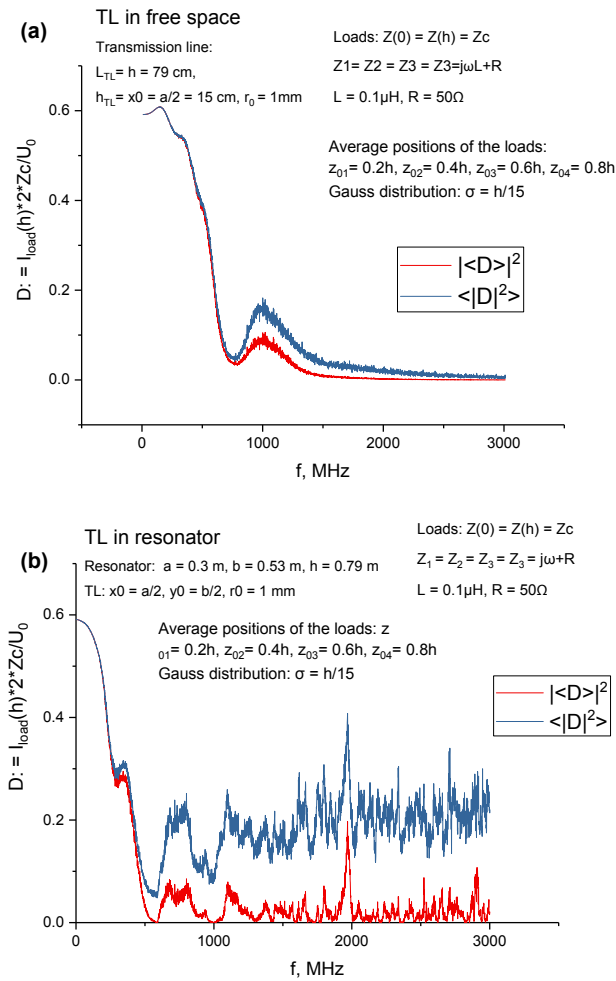 (a)
TL in free space
Transmission line:
L_TL= h = 79 cm,
h_TL= x0 = a/2 = 15 cm, r_0 = 1mm
Loads: Z(0) = Z(h) = Zc
Z1= Z2 = Z3 = Z3=jωL+R
L = 0.1μH, R = 50Ω
Average positions of the loads:
z_01= 0.2h, z_02= 0.4h, z_03= 0.6h, z_04= 0.8h
Gauss distribution: σ = h/15
|<D>|^2
<|D|^2>
D: = I_load(h)*2*Zc/U_0
0.6
0.4
0.2
0.0
0
1000
2000
3000
f, MHz
(b)
TL in resonator
Resonator: a = 0.3 m, b = 0.53 m, h = 0.79 m
TL: x0 = a/2, y0 = b/2, r0 = 1 mm
Loads: Z(0) = Z(h) = Zc
Z_1 = Z_2 = Z_3 = Z_3 = jω+R
L = 0.1μH, R = 50Ω
Average positions of the loads: z
_01= 0.2h, z_02= 0.4h, z_03= 0.6h, z_04= 0.8h
Gauss distribution: σ = h/15
|<D>|^2
<|D|^2>
D: = I_load(h)*2*Zc/U_0
0.6
0.4
0.2
0.0
0
1000
2000
3000
f, MHz